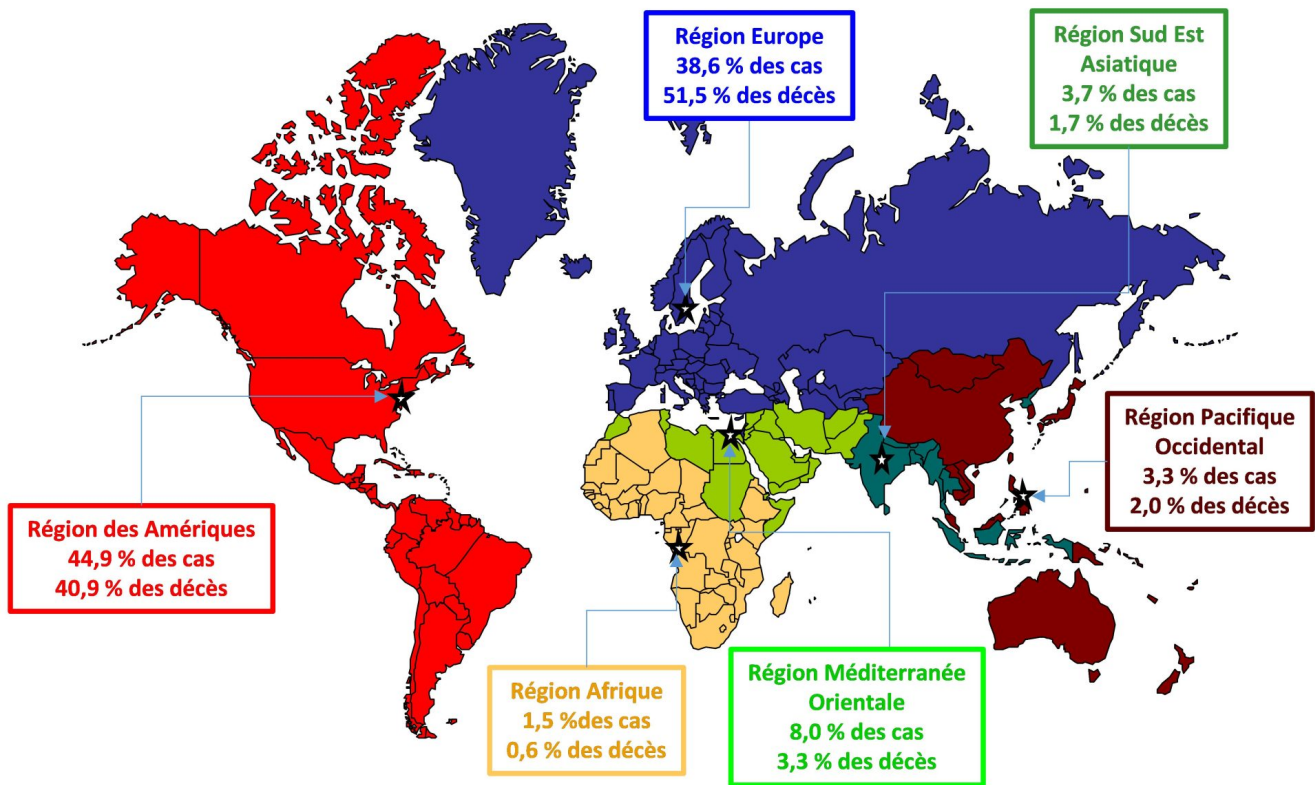 Région Europe
38,6 % des cas
51,5 % des décès
Région Sud Est
Asiatique
3,7 % des cas
1,7 % des décès
Région Pacifique
Occidental
3,3 % des cas
2,0 % des décès
Région des Amériques
44,9 % des cas
40,9 % des décès
Région Afrique
1,5 %des cas
0,6 % des décès
Région Méditerranée
Orientale
8,0 % des cas
3,3 % des décès